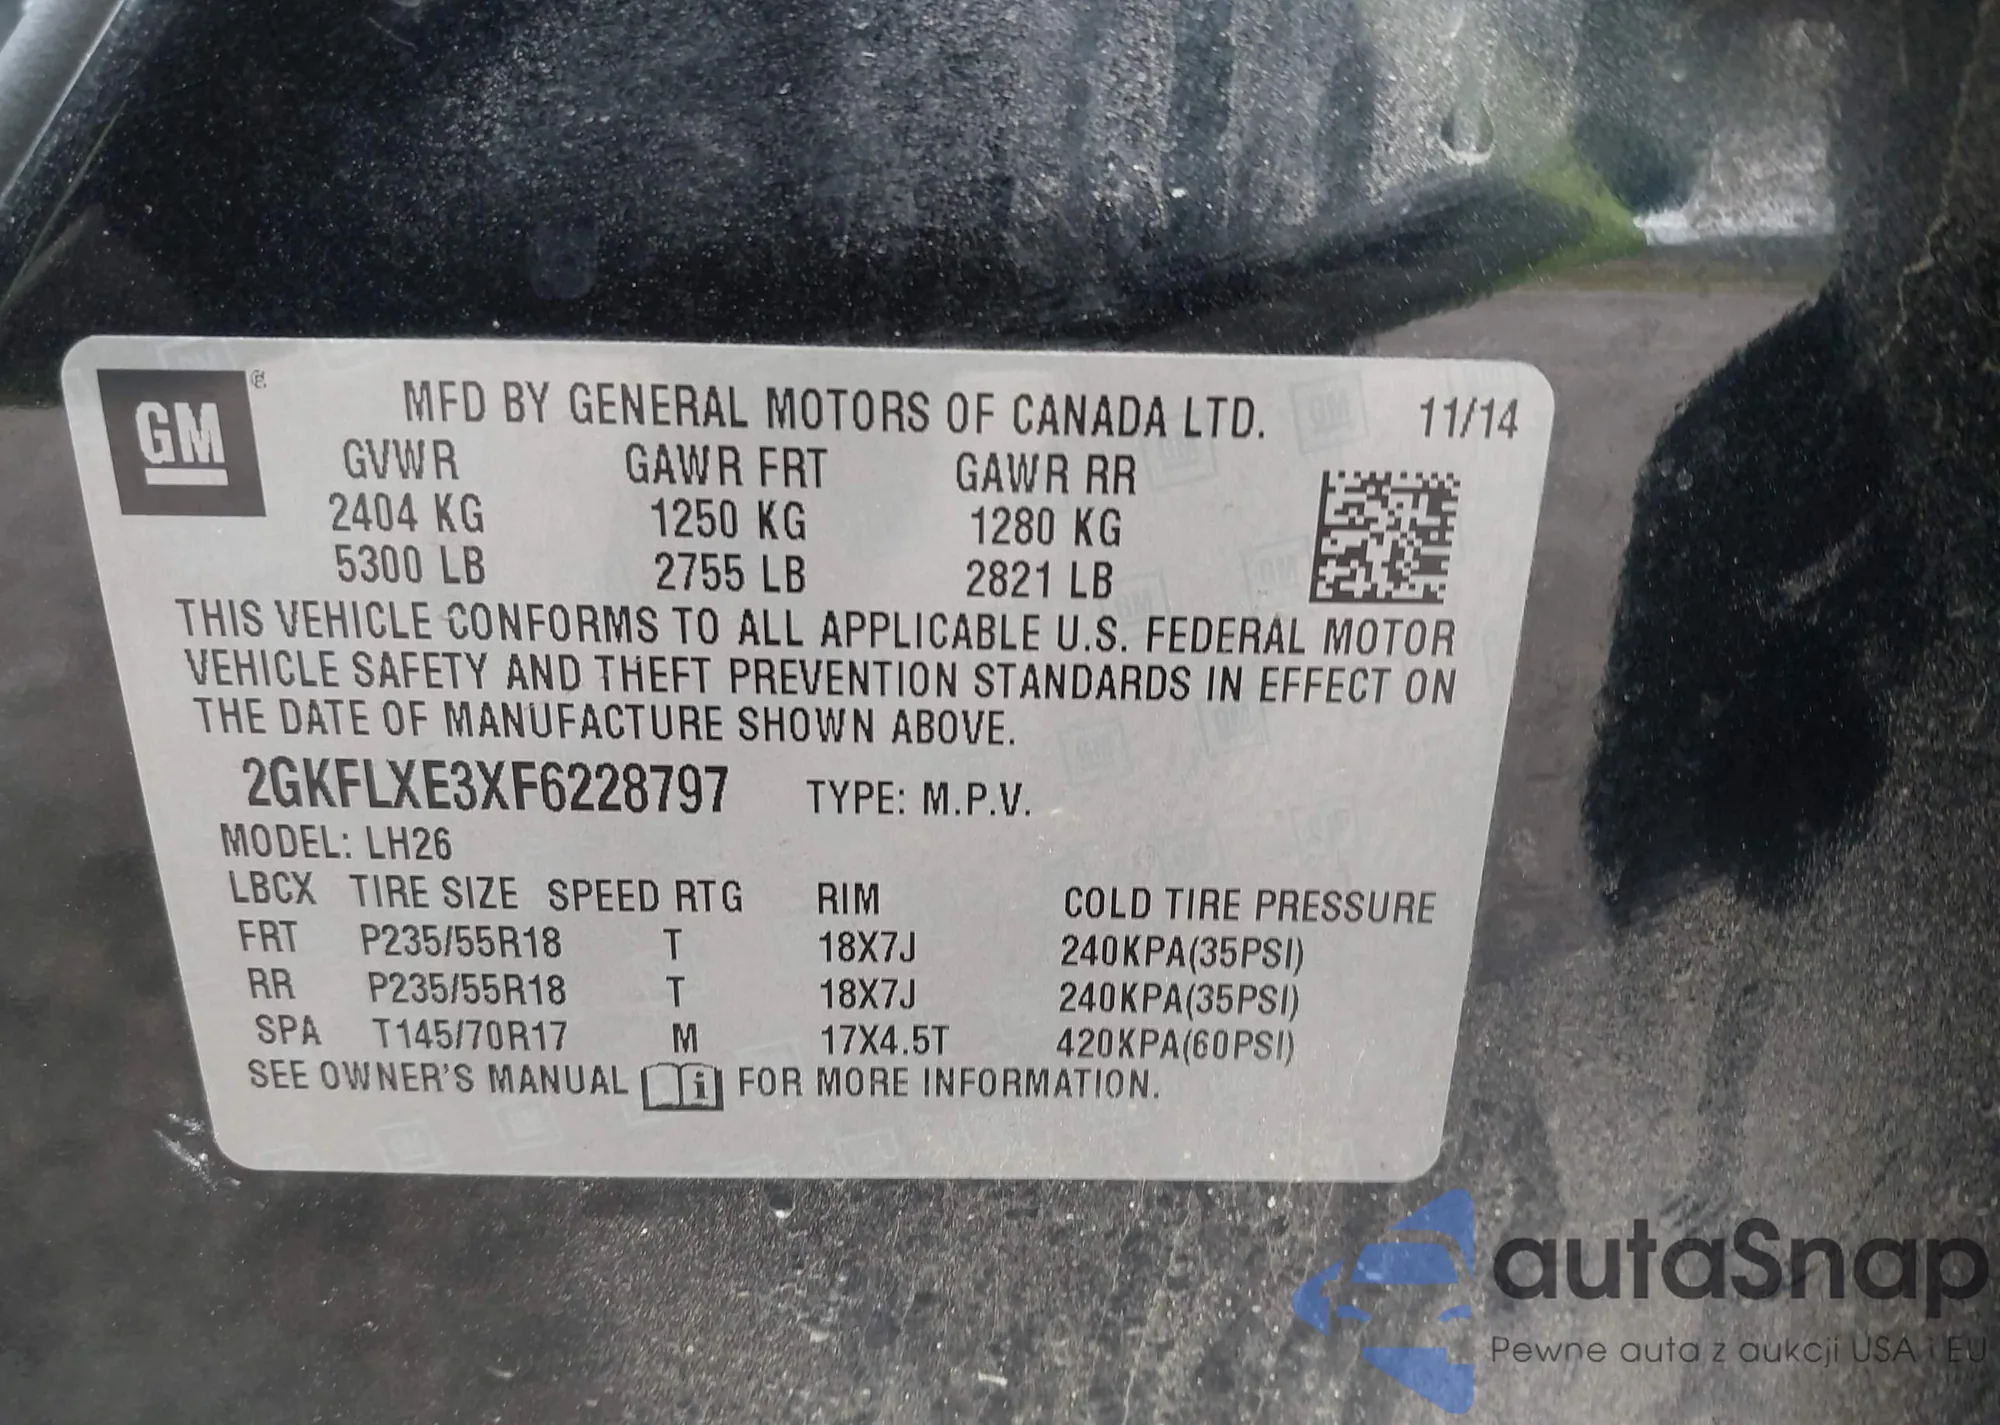 GM
MFD BY GENERAL MOTORS OF CANADA LTD. 11/14
GVWR GAWR FRT GAWR RR
2404 KG 1250 KG 1280 KG
5300 LB 2755 LB 2821 LB
THIS VEHICLE CONFORMS TO ALL APPLICABLE U.S. FEDERAL MOTOR
VEHICLE SAFETY AND THEFT PREVENTION STANDARDS IN EFFECT ON
THE DATE OF MANUFACTURE SHOWN ABOVE.
2GKFLXE3XF6228797 TYPE: M.P.V.
MODEL: LH26
LBCX TIRE SIZE SPEED RTG RIM COLD TIRE PRESSURE
FRT P235/55R18 T 18X7J 240KPA(35PSI)
RR P235/55R18 T 18X7J 240KPA(35PSI)
SPA T145/70R17 M 17X4.5T 420KPA(60PSI)
SEE OWNER'S MANUAL i FOR MORE INFORMATION.
autaSnap
Pewne auta z aukcji USA i EU